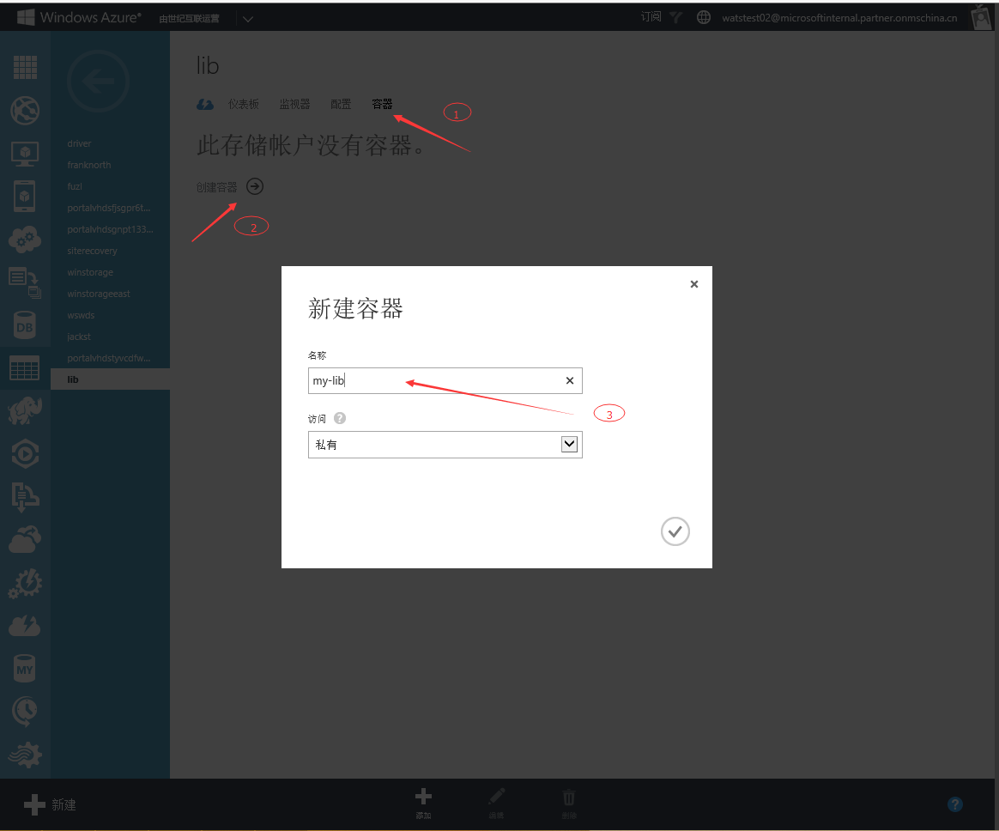 Windows Azure* 由世纪互联运营 订阅 watstest02@microsoftinternal.partner.onmschina.cn
lib
仪表板 监视器 配置 容器
1
此存储帐户没有容器。
创建容器
2
driver
franknorth
fuzl
portalvhdsfjsgpr6t...
portalvhdsgnpt133...
siterecovery
winstorage
winstorageeast
wswds
jackst
portalvhdstyvcdfw...
lib
DB
MY
新建容器
名称
my-lib
3
访问 ?
私有
新建
添加 编辑 删除
?